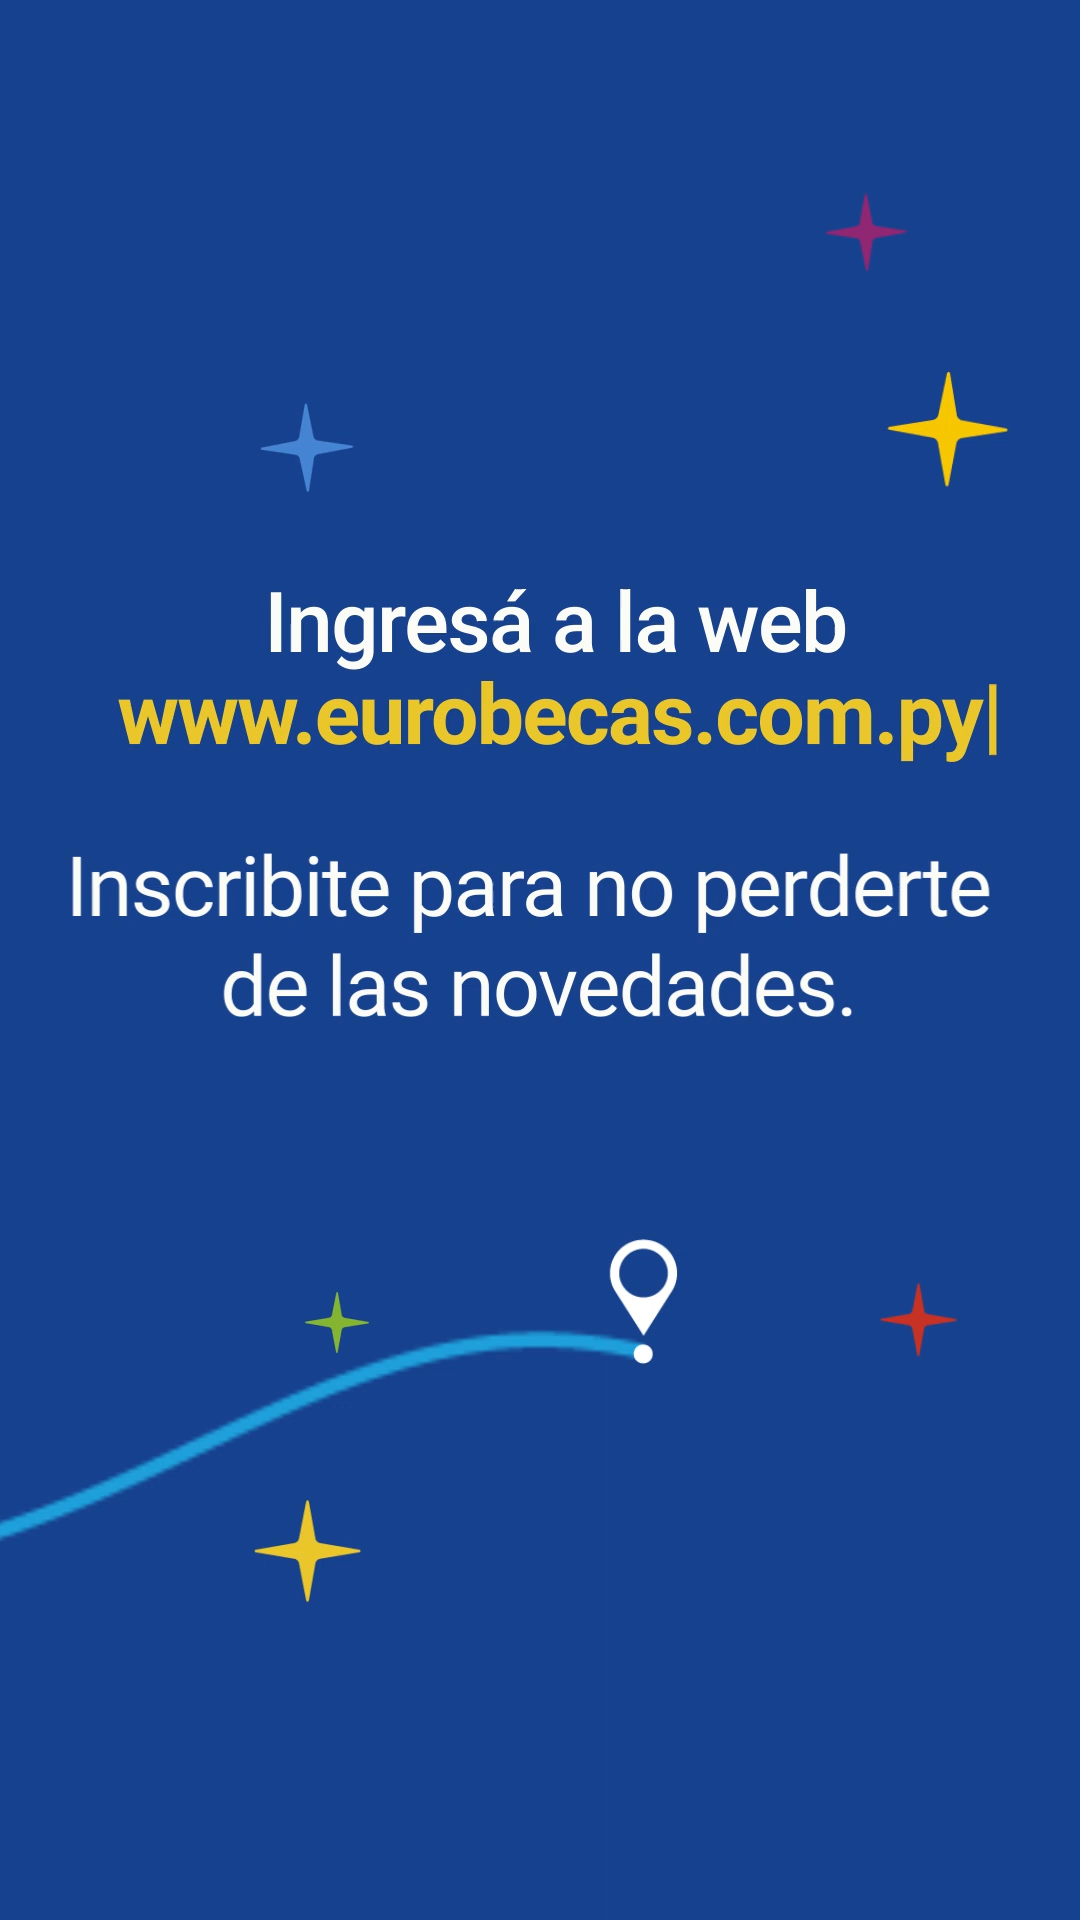 Ingresá a la web
www.eurobecas.com.py|
Inscribite para no perderte
de las novedades.